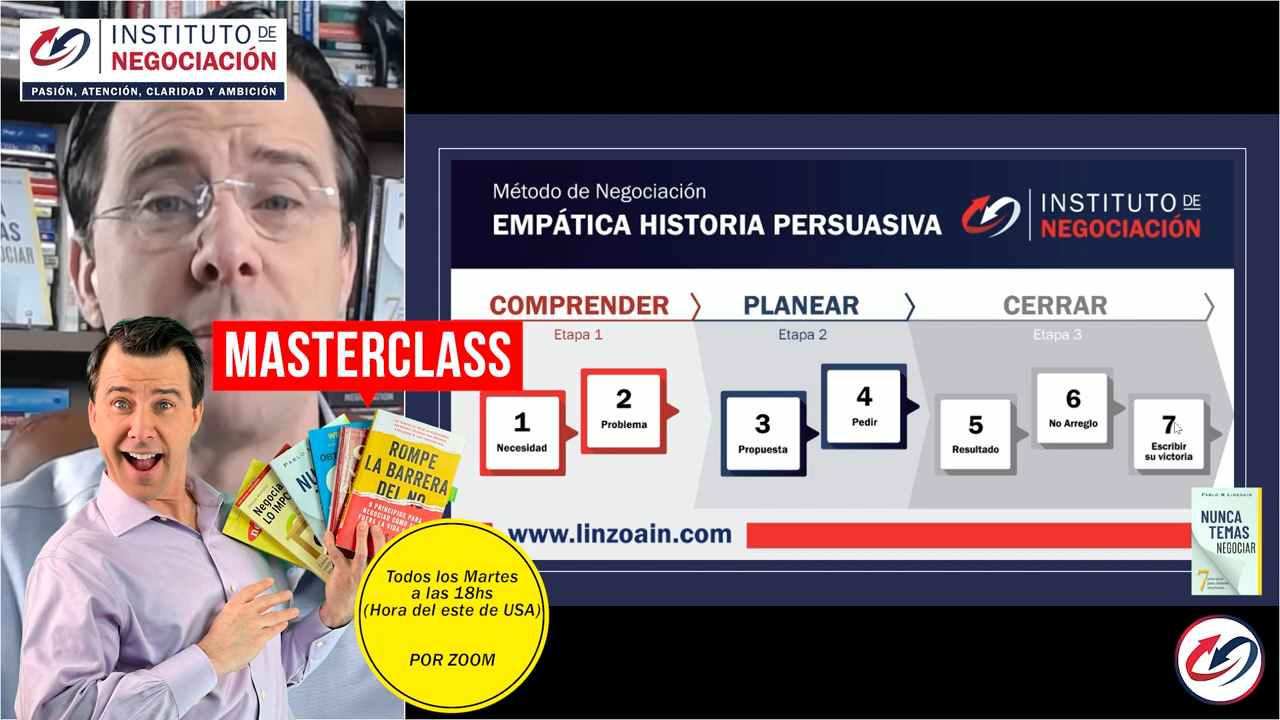 INSTITUTO DE
NEGOCIACIÓN
PASIÓN, ATENCIÓN, CLARIDAD Y AMBICIÓN
Método de Negociación
EMPÁTICA HISTORIA PERSUASIVA
INSTITUTO DE
NEGOCIACIÓN
COMPRENDER
PLANEAR
CERRAR
Etapa 1
Etapa 2
Etapa 3
1
Necesidad
2
Problema
3
Propuesta
4
Pedir
5
Resultado
6
No Arreglo
7
Escribir
su victoria
www.linzoain.com
MASTERCLASS
ROMPE
LA BARRERA
DEL NO
Todos los Martes
a las 18hs
(Hora del este de USA)
POR ZOOM
PABLO M LINZOAIN
NUNCA
TEMAS
NEGOCIAR
7